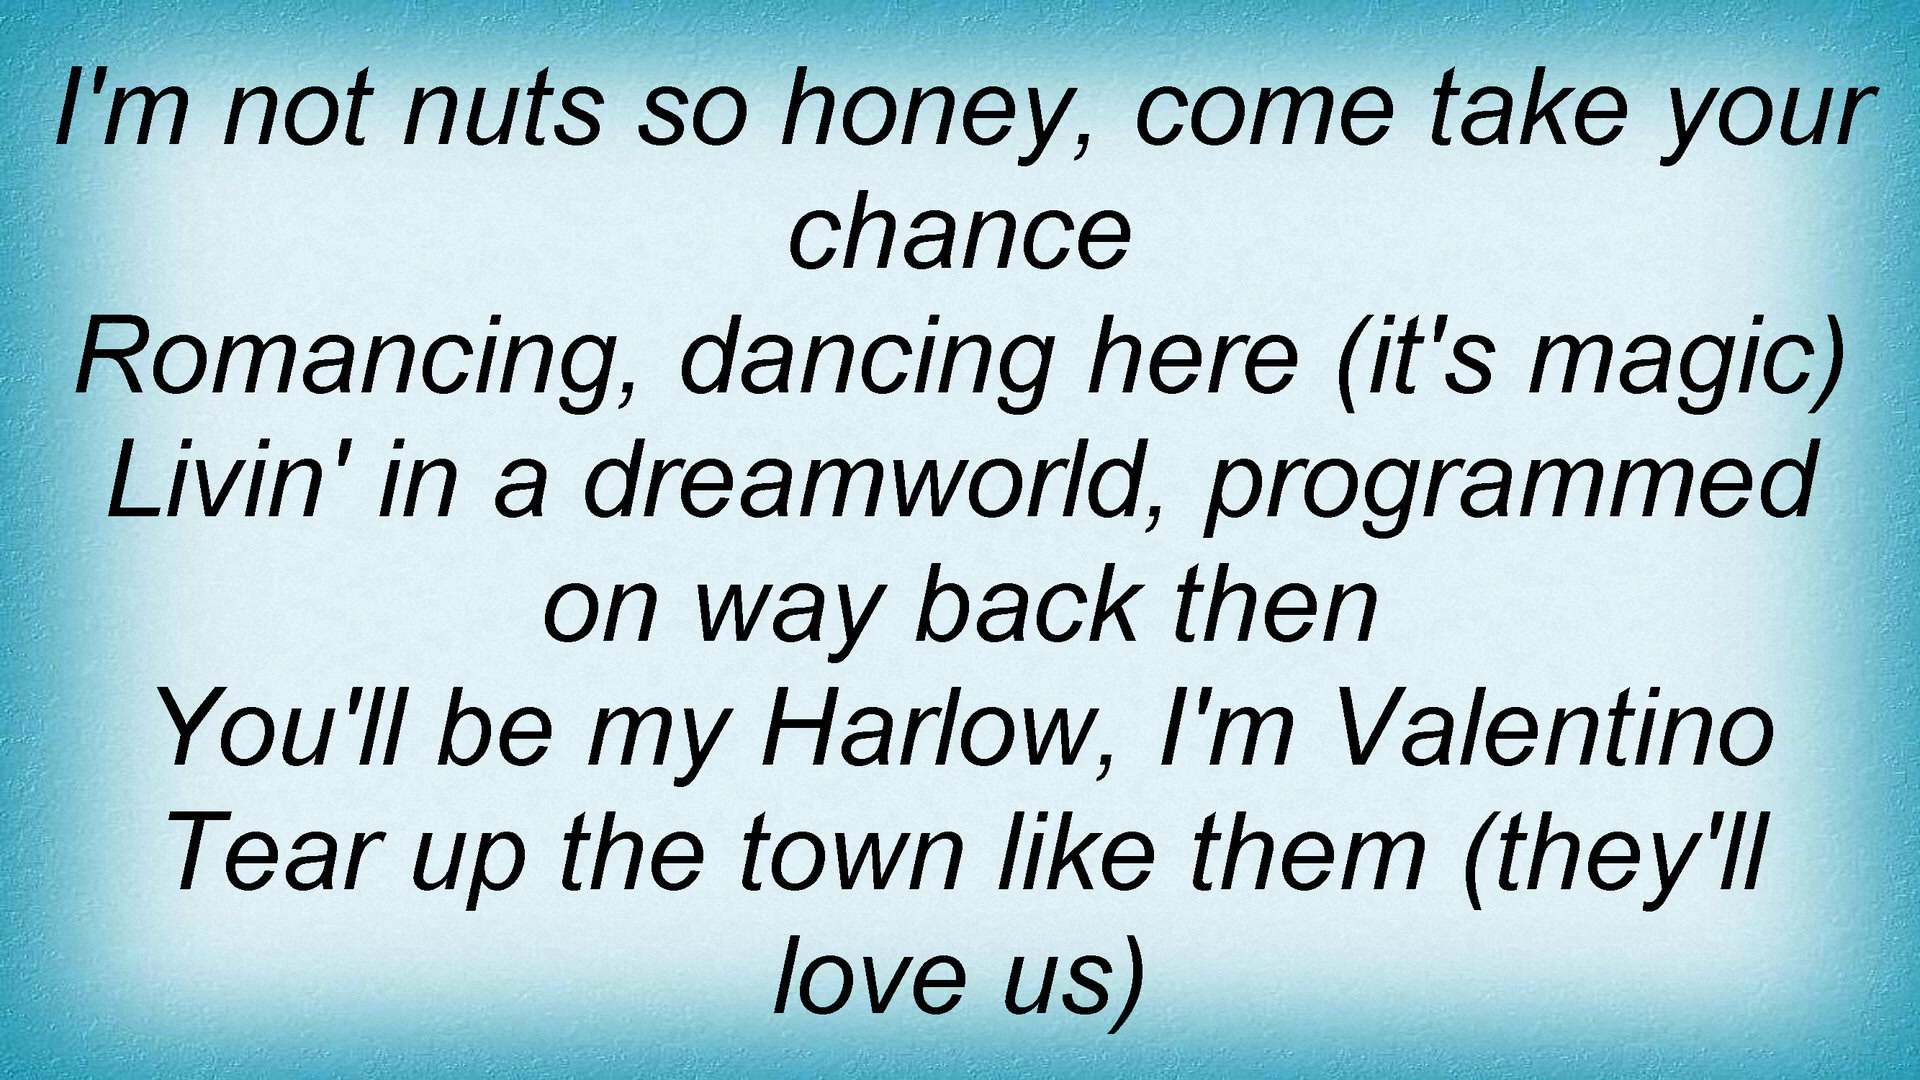 I'm not nuts so honey, come take your
chance
Romancing, dancing here (it's magic)
Livin' in a dreamworld, programmed
on way back then
You'll be my Harlow, I'm Valentino
Tear up the town like them (they'll
love us)